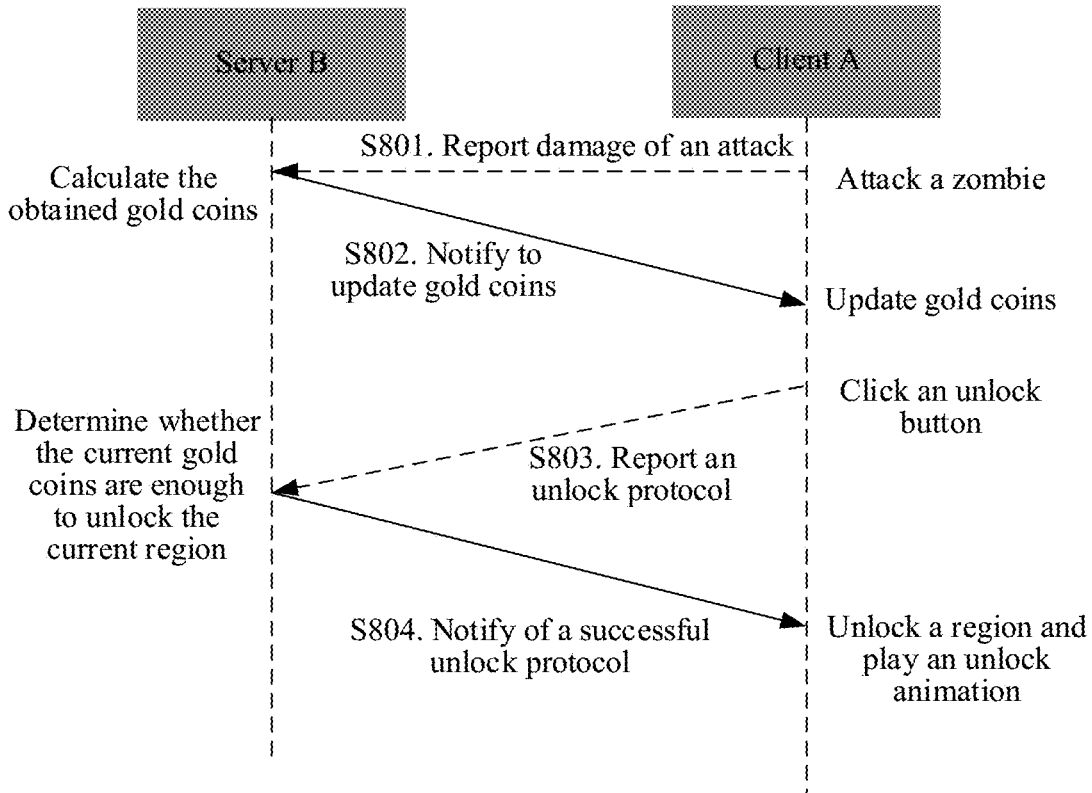 Server B
Client A
S801. Report damage of an attack
Calculate the
obtained gold coins
Attack a zombie
S802. Notify to
update gold coins
Update gold coins
Click an unlock
button
Determine whether
the current gold
coins are enough
to unlock the
current region
S803. Report an
unlock protocol
S804. Notify of a successful
unlock protocol
Unlock a region and
play an unlock
animation